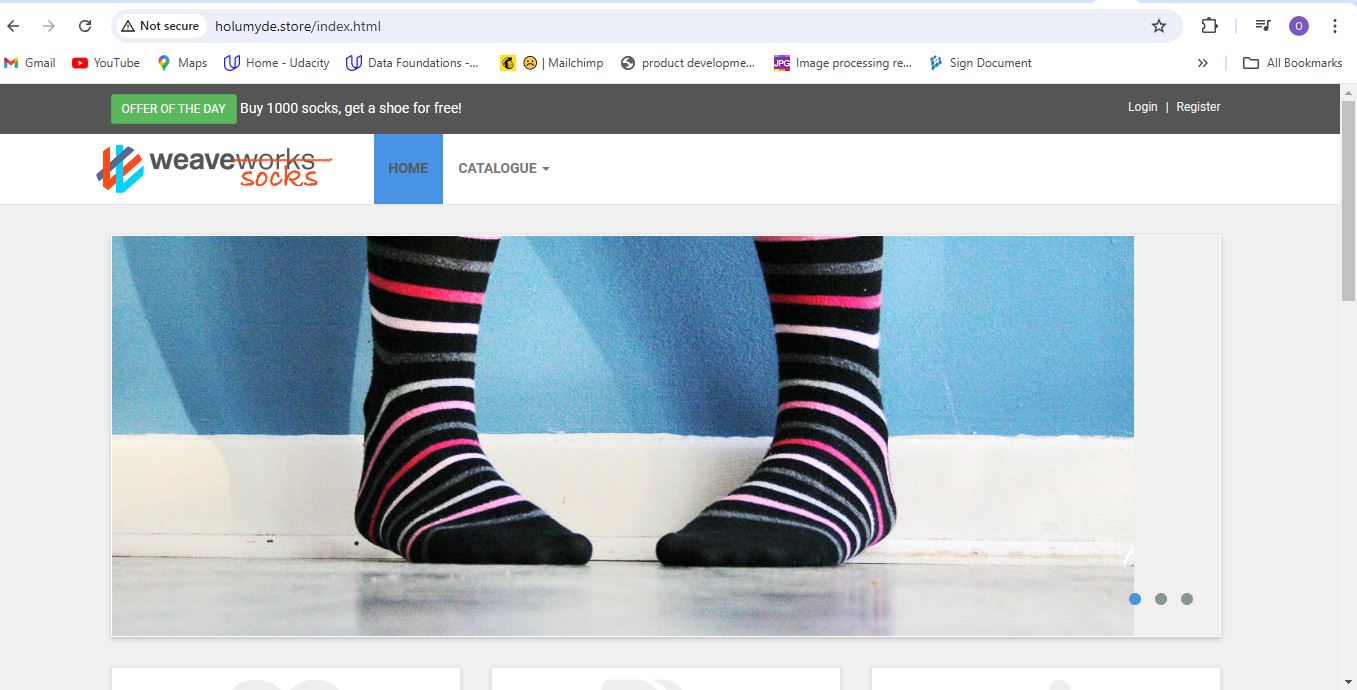 Not secure holumyde.store/index.html O
Gmail YouTube Maps Home - Udacity Data Foundations -... | Mailchimp product developme... JPG Image processing re... Sign Document » All Bookmarks
OFFER OF THE DAY Buy 1000 socks, get a shoe for free! Login | Register
weaveworks
socks
HOME CATALOGUE